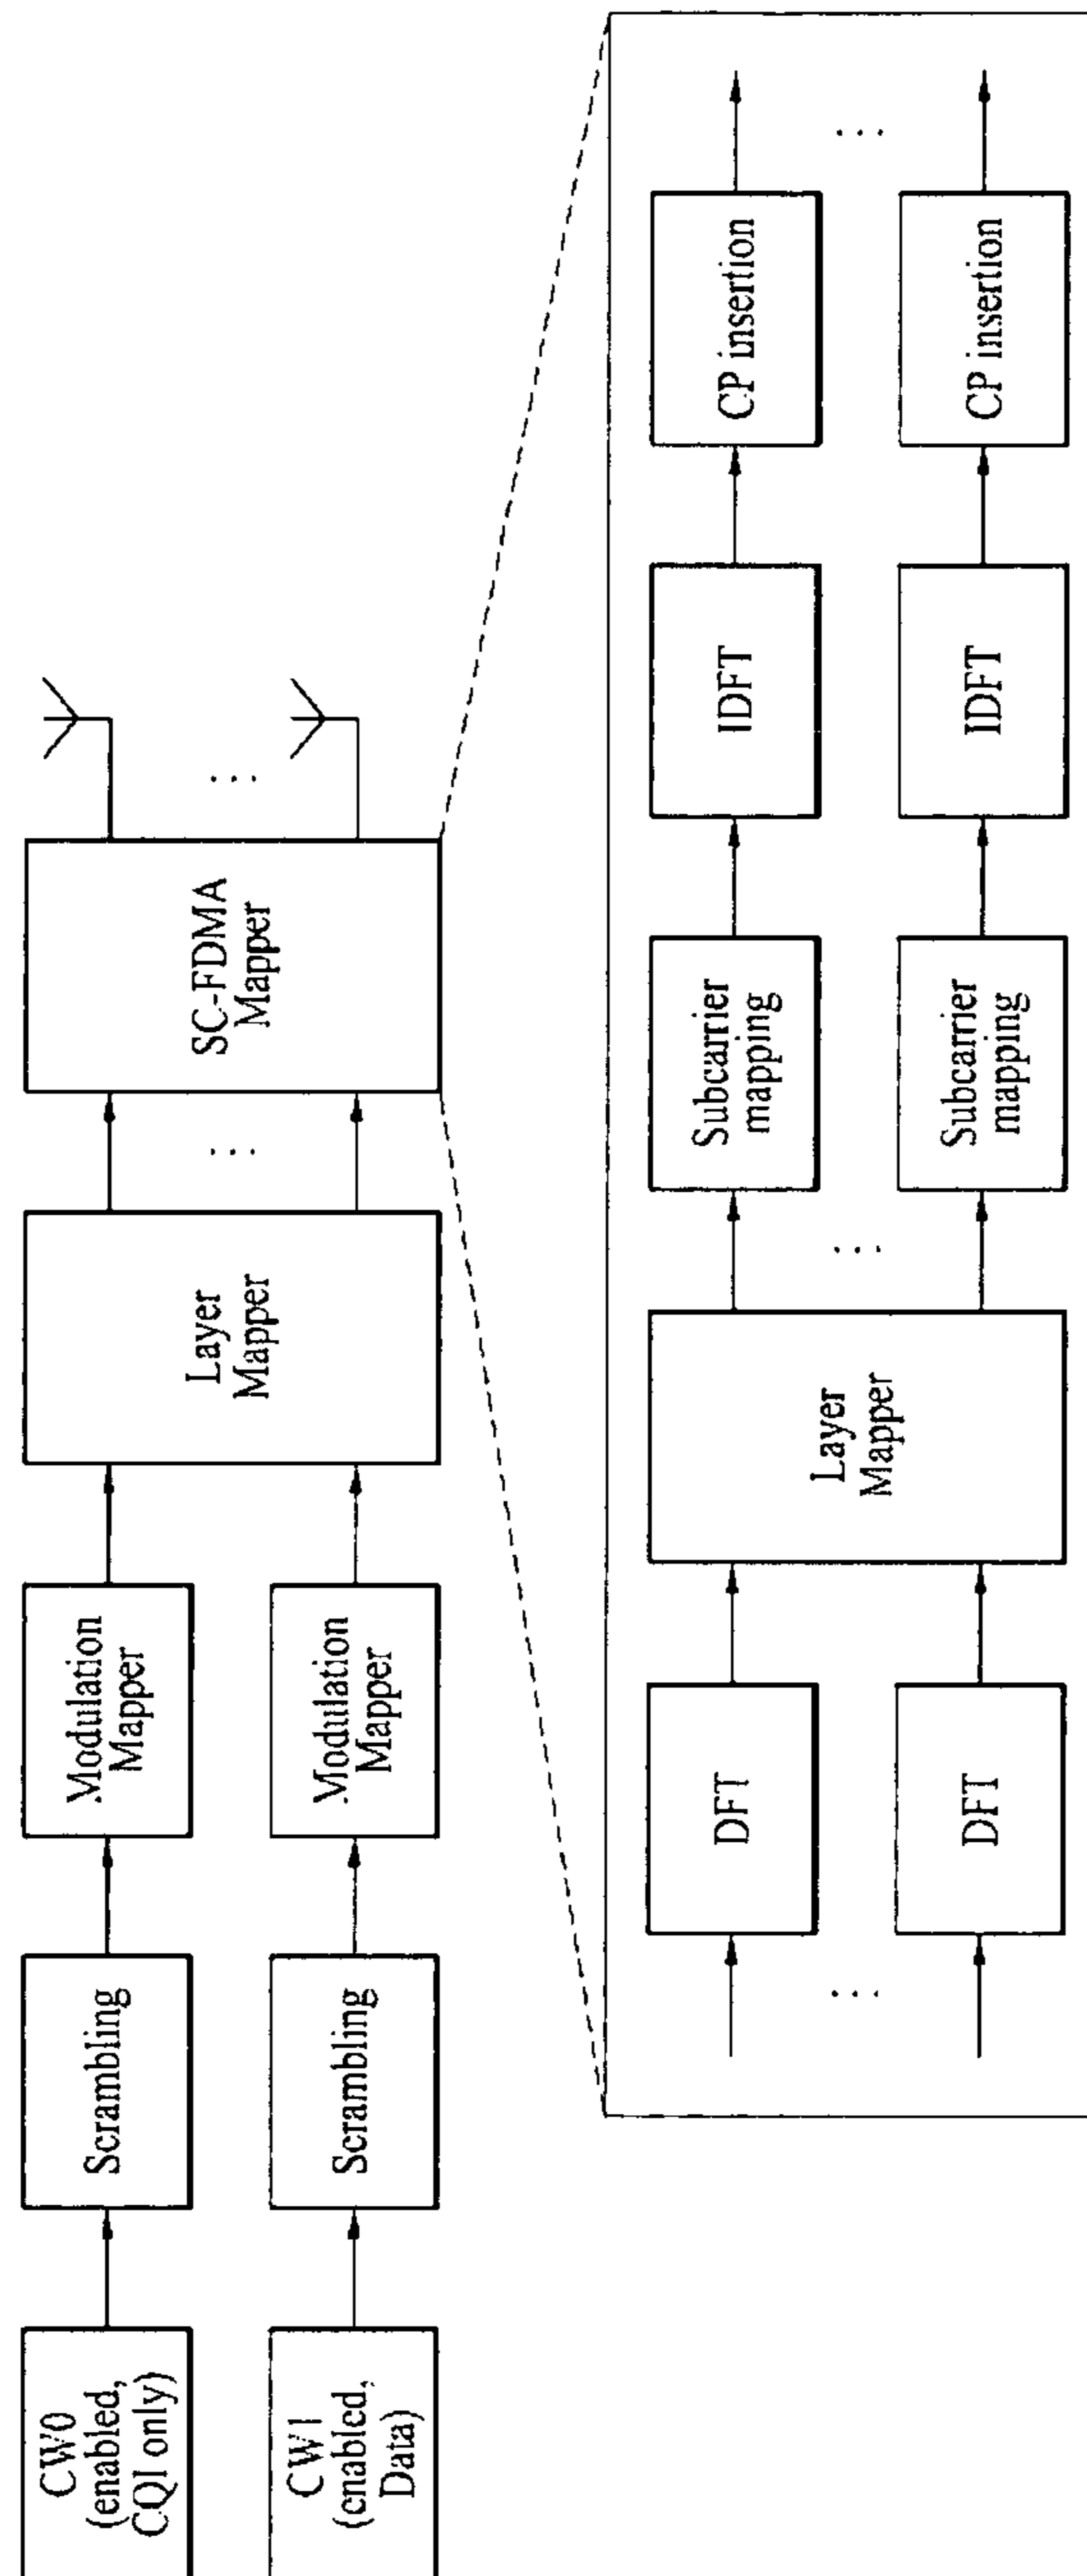 CW0
(enabled,
CQI only)
Scrambling
Modulation
Mapper
Layer
Mapper
SC-FDMA
Mapper
CW1
(enabled,
Data)
Scrambling
Modulation
Mapper
DFT
Layer
Mapper
Subcarrier
mapping
IDFT
CP insertion
DFT
Subcarrier
mapping
IDFT
CP insertion